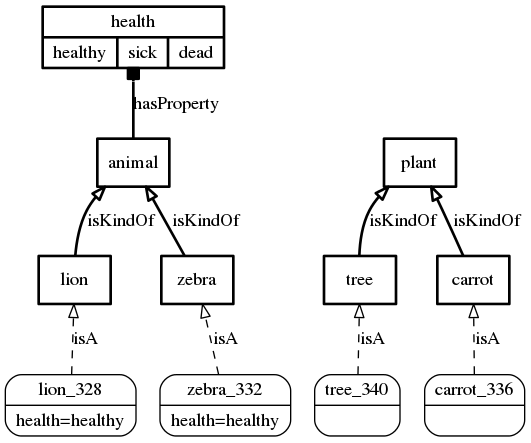 health
healthy sick dead
hasProperty
animal plant
isKindOf isKindOf isKindOf isKindOf
lion zebra tree carrot
isA isA isA isA
lion_328 zebra_332 tree_340 carrot_336
health=healthy health=healthy